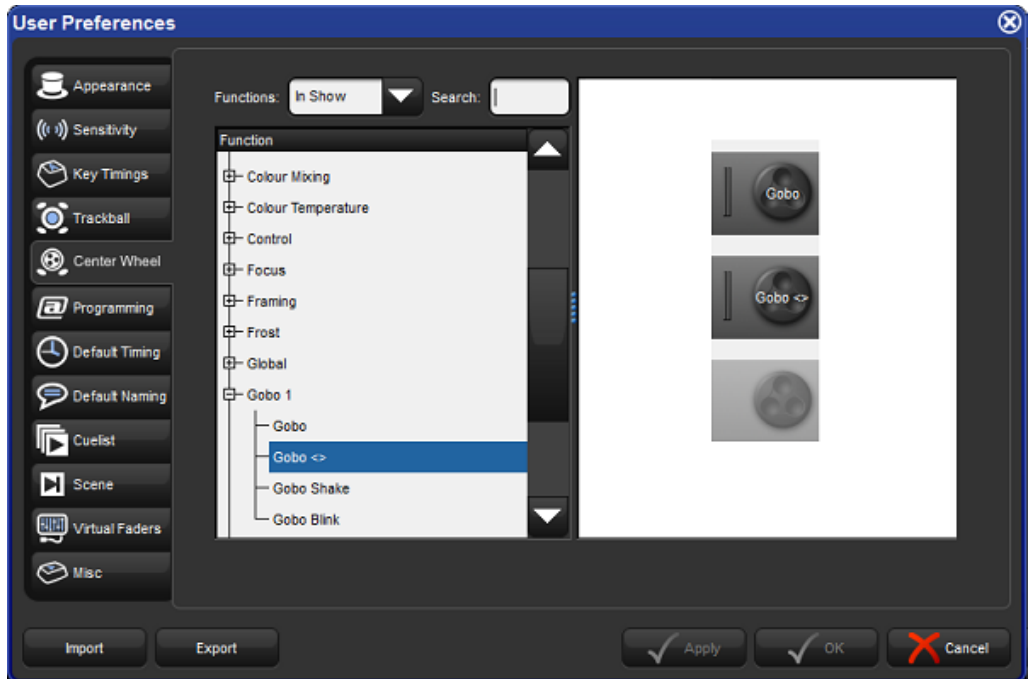 User Preferences
Appearance
Sensitivity
Key Timings
Trackball
Center Wheel
Programming
Default Timing
Default Naming
Cuelist
Scene
Virtual Faders
Misc
Functions: In Show Search:
Function
Colour Mixing
Colour Temperature
Control
Focus
Framing
Frost
Global
Gobo 1
Gobo
Gobo <>
Gobo Shake
Gobo Blink
Gobo
Gobo <>
Import Export Apply OK Cancel